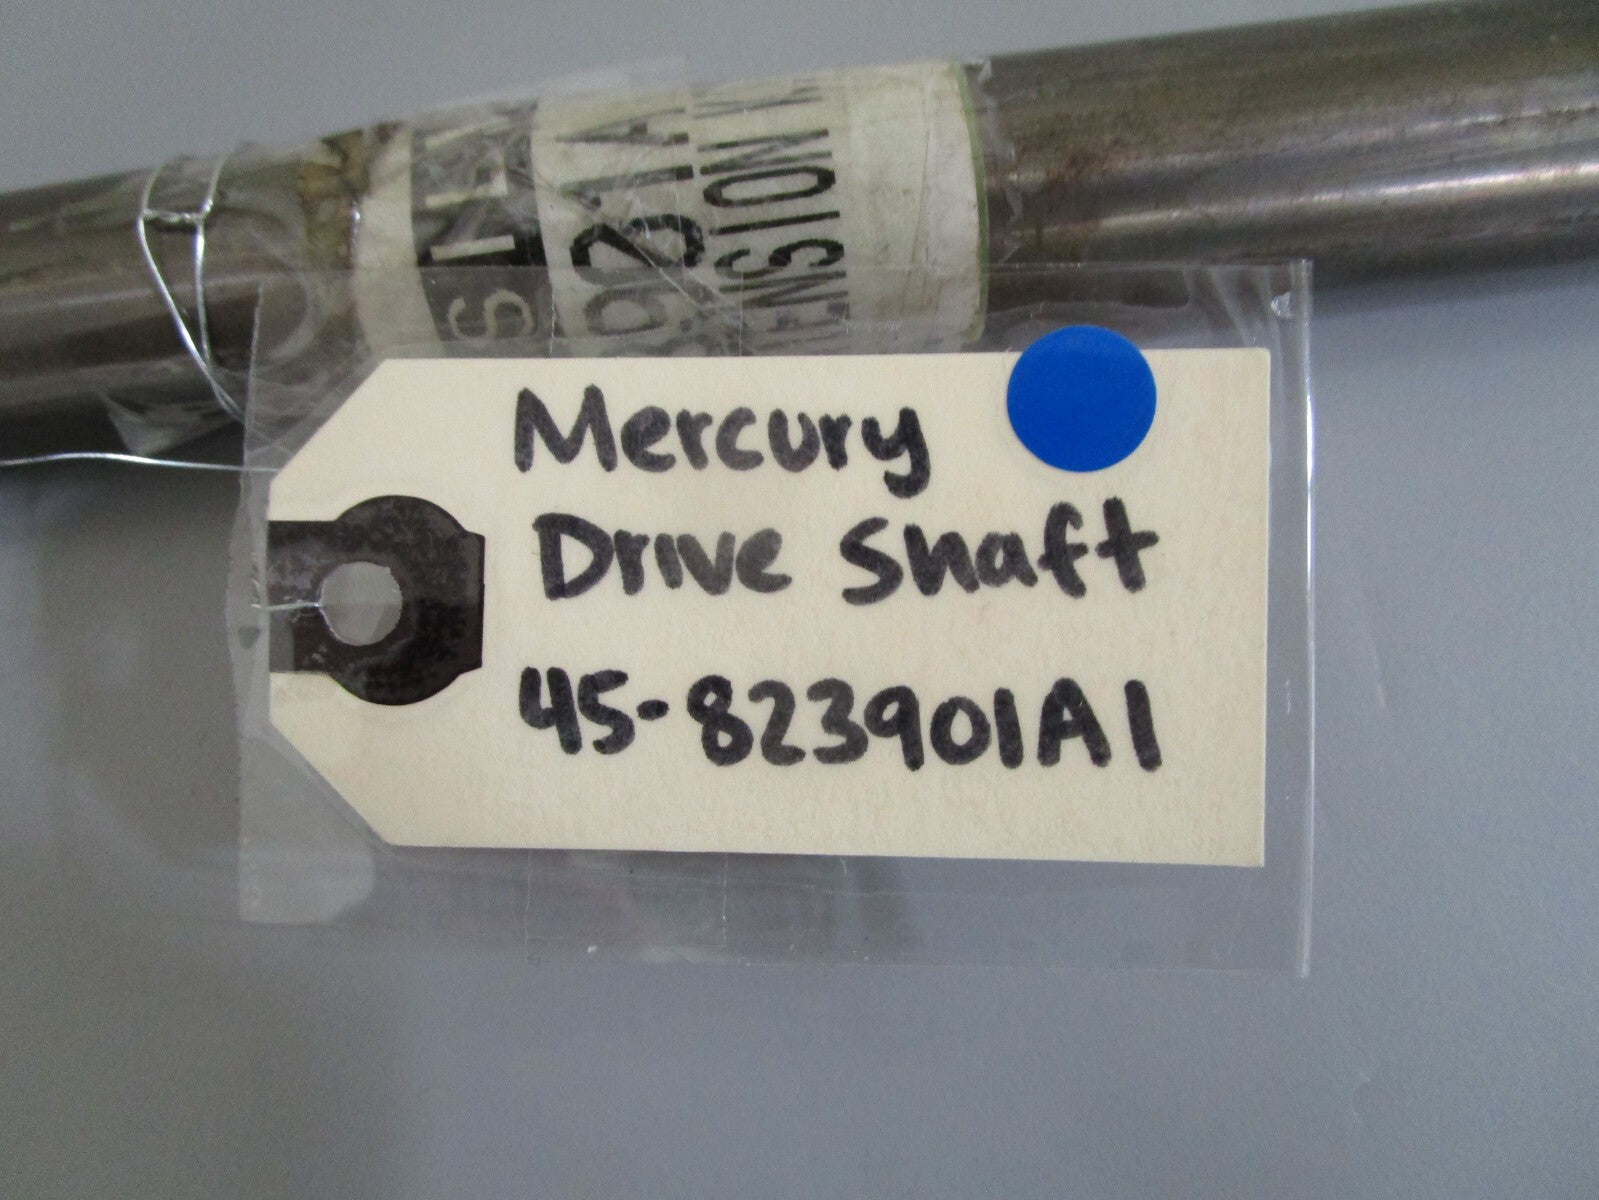 Mercury
Drive Shaft
45-823901A1